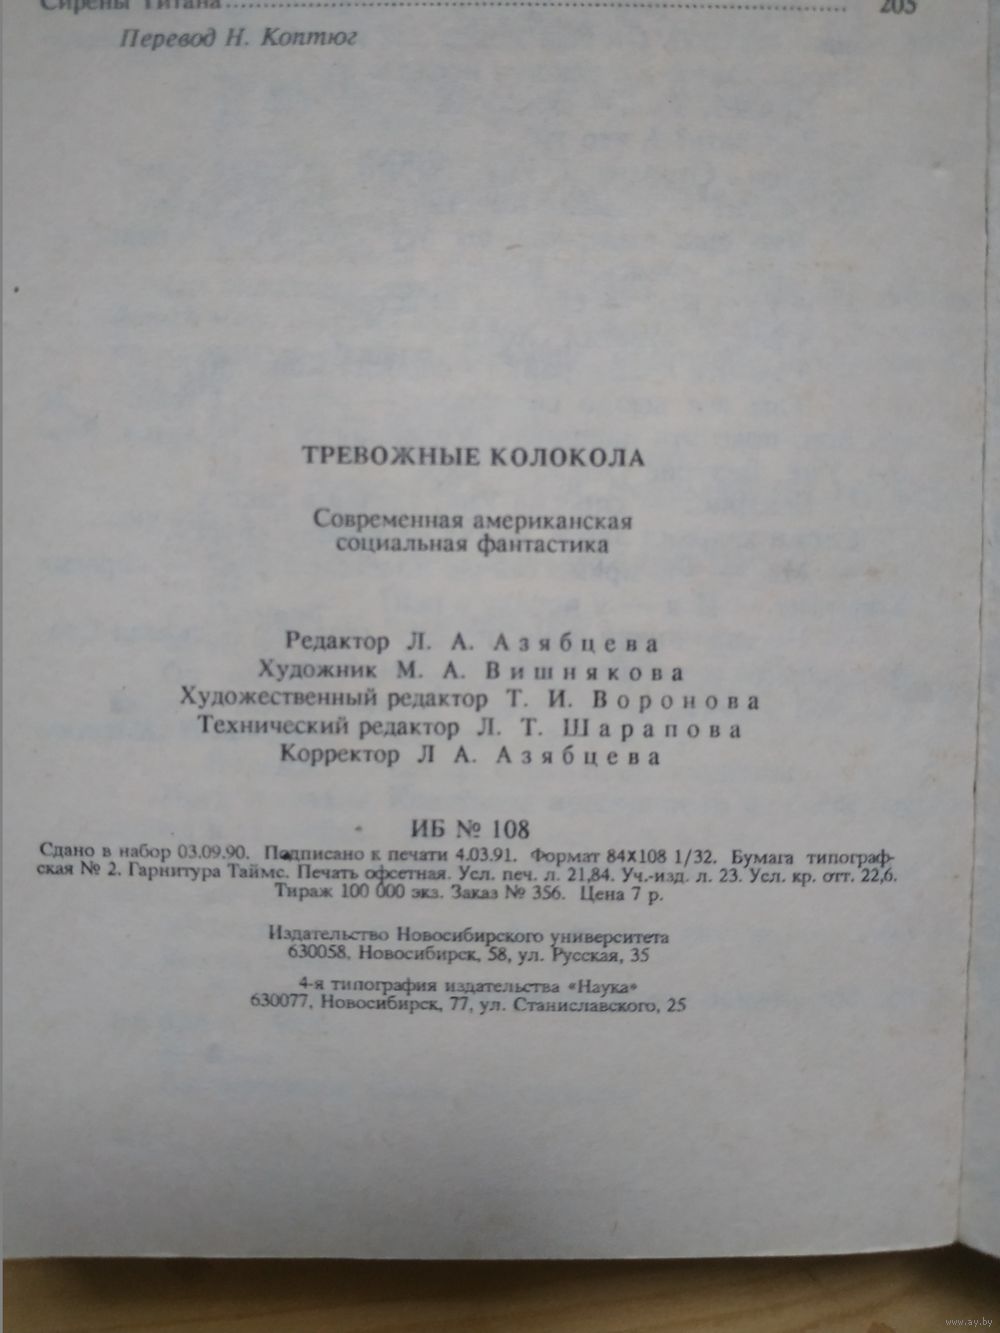 Сирены Титана........................................................ 205
Перевод Н. Коптюг
ТРЕВОЖНЫЕ КОЛОКОЛА
Современная американская
социальная фантастика
Редактор Л. А. Азябцева
Художник М. А. Вишнякова
Художественный редактор Т. И. Воронова
Технический редактор Л. Т. Шарапова
Корректор Л А. Азябцева
ИБ № 108
Сдано в набор 03.09.90. Подписано к печати 4.03.91. Формат 84X108 1/32. Бумага типограф-
ская № 2. Гарнитура Таймс. Печать офсетная. Усл. печ. л. 21,84. Уч.-изд. л. 23. Усл. кр. отт. 22,6.
Тираж 100 000 экз. Заказ № 356. Цена 7 р.
Издательство Новосибирского университета
630058, Новосибирск, 58, ул. Русская, 35
4-я типография издательства «Наука»
630077, Новосибирск, 77, ул. Станиславского, 25
www.ay.by